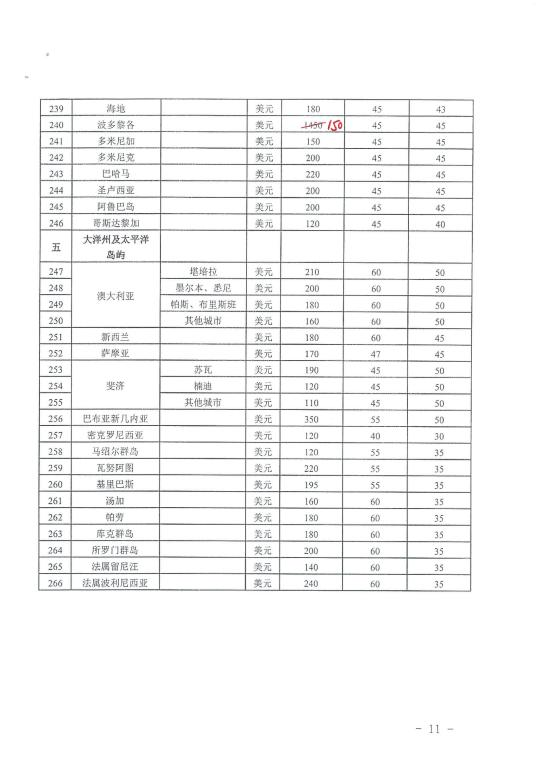 239 海地 美元 180 45 43
240 波多黎各 美元 1450 150 45 45
241 多米尼加 美元 150 45 45
242 多米尼克 美元 200 45 45
243 巴哈马 美元 220 45 45
244 圣卢西亚 美元 200 45 45
245 阿鲁巴岛 美元 200 45 45
246 哥斯达黎加 美元 120 45 40
五 大洋州及太平洋
岛屿
247 堪培拉 美元 210 60 50
248 墨尔本、悉尼 美元 200 60 50
澳大利亚
249 帕斯、布里斯班 美元 180 60 50
250 其他城市 美元 160 60 50
251 新西兰 美元 180 60 45
252 萨摩亚 美元 170 47 45
253 苏瓦 美元 190 45 50
254 斐济 楠迪 美元 120 45 50
255 其他城市 美元 110 45 50
256 巴布亚新几内亚 美元 350 55 50
257 密克罗尼西亚 美元 120 40 30
258 马绍尔群岛 美元 120 55 35
259 瓦努阿图 美元 220 55 35
260 基里巴斯 美元 195 55 35
261 汤加 美元 160 60 35
262 帕劳 美元 180 60 35
263 库克群岛 美元 180 60 35
264 所罗门群岛 美元 200 60 35
265 法属留尼汪 美元 140 60 35
266 法属波利尼西亚 美元 240 60 35
- 11 -